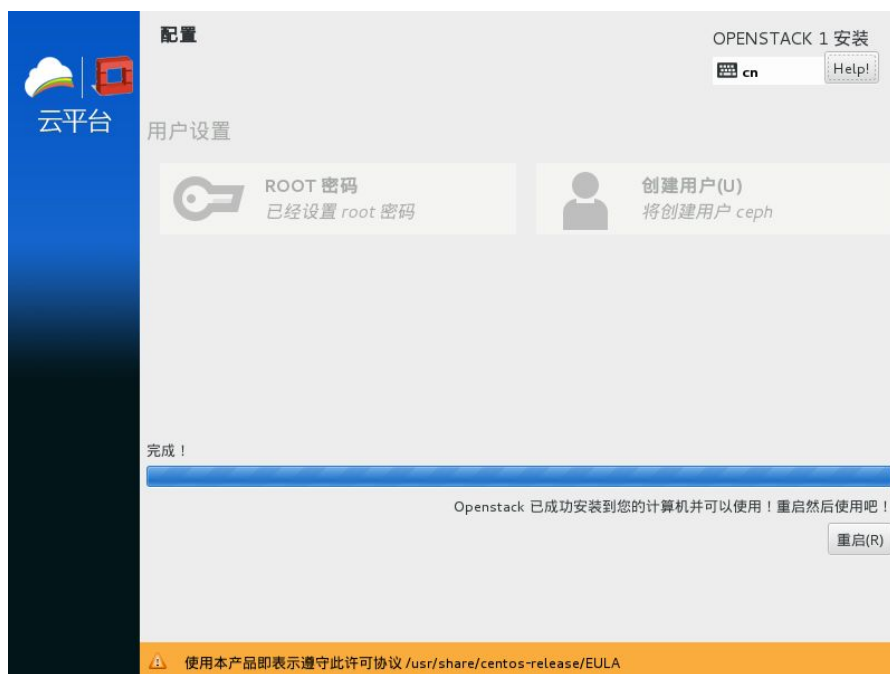 云平台
配置
OPENSTACK 1 安装
cn
Help!
用户设置
ROOT 密码
已经设置 root 密码
创建用户(U)
将创建用户 ceph
完成！
Openstack 已成功安装到您的计算机并可以使用！重启然后使用吧！
重启(R)
使用本产品即表示遵守此许可协议 /usr/share/centos-release/EULA